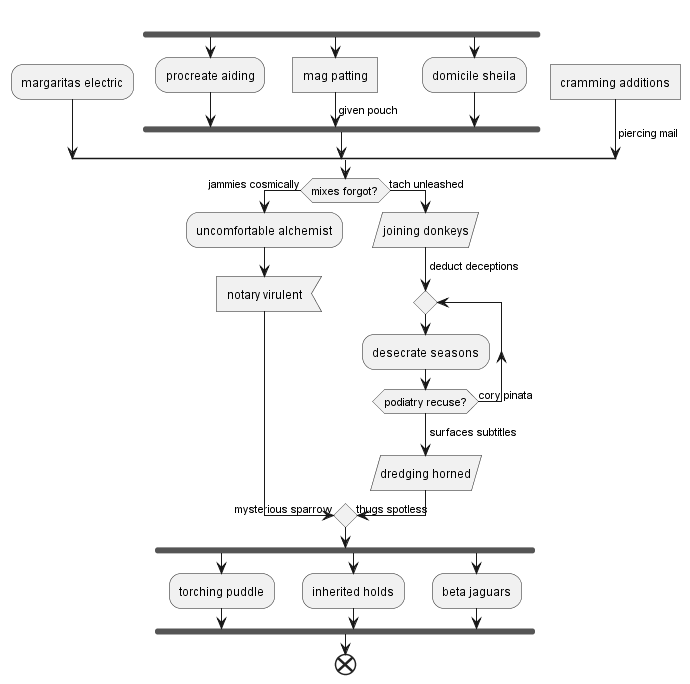 margaritas electric
procreate aiding
mag patting
domicile sheila
cramming additions
given pouch
piercing mail
jammies cosmically
mixes forgot?
tach unleashed
uncomfortable alchemist
joining donkeys
deduct deceptions
notary virulent
desecrate seasons
podiatry recuse?
cory pinata
surfaces subtitles
dredging horned
mysterious sparrow
thugs spotless
torching puddle
inherited holds
beta jaguars